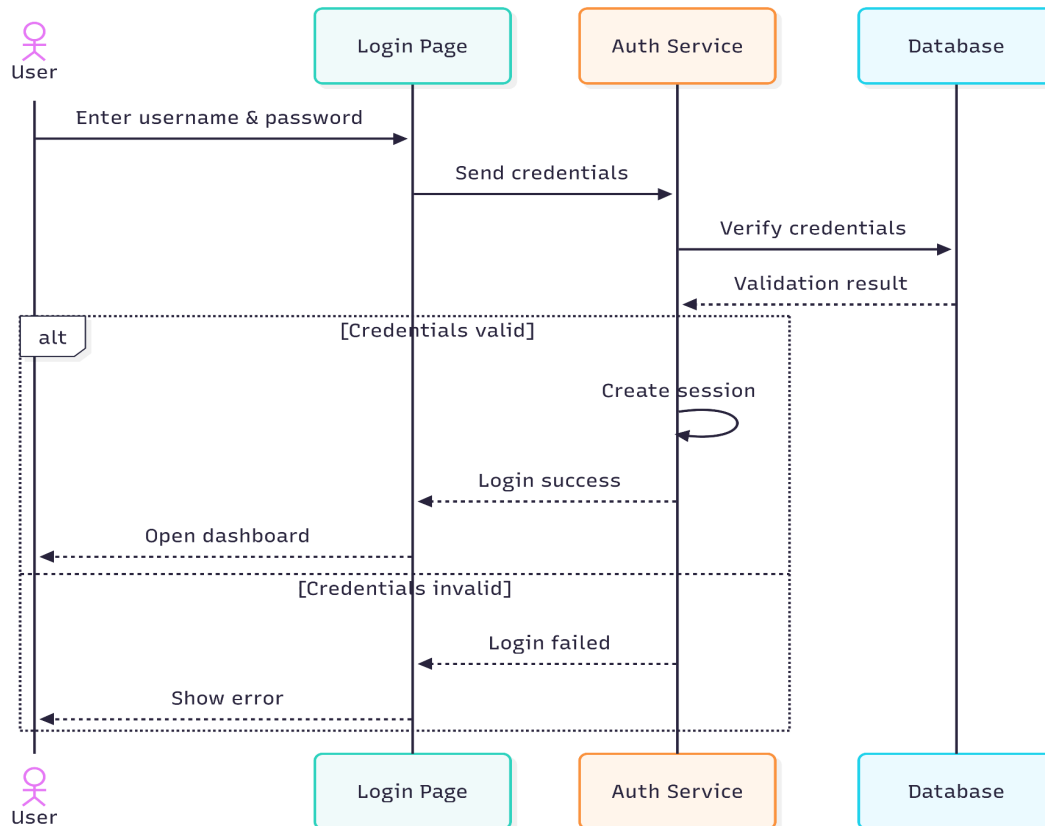 User
Login Page
Auth Service
Database
Enter username & password
Send credentials
Verify credentials
Validation result
alt
[Credentials valid]
Create session
Login success
Open dashboard
[Credentials invalid]
Login failed
Show error
User
Login Page
Auth Service
Database